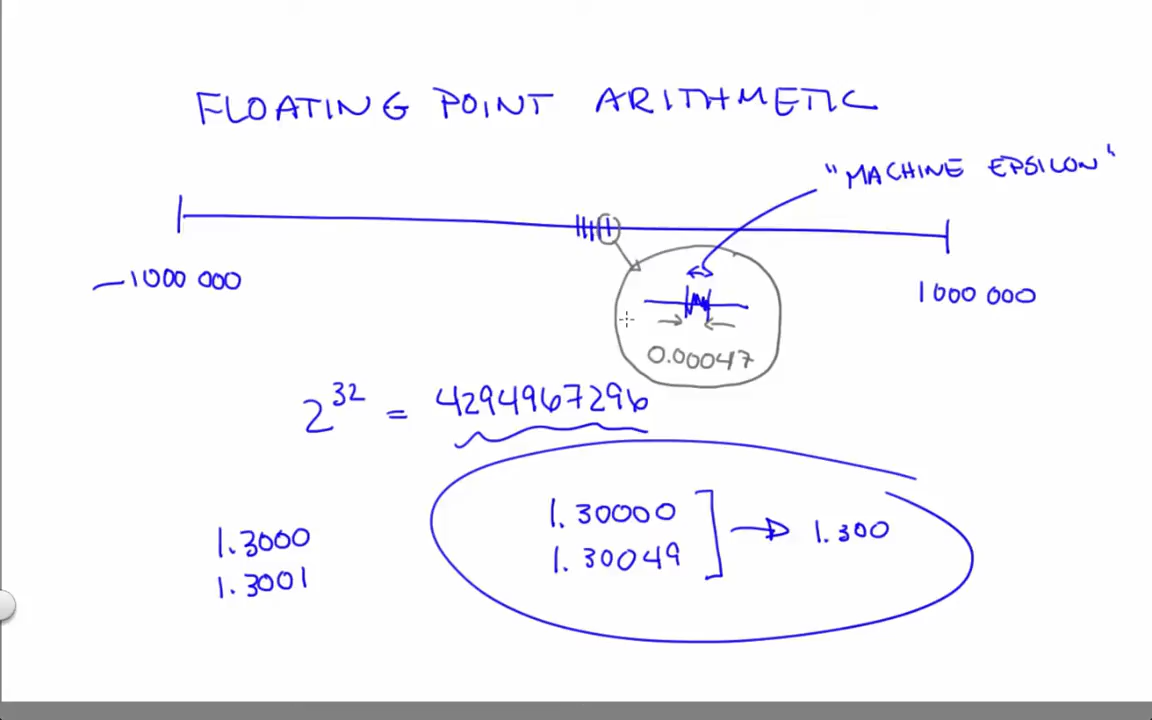 FLOATING POINT ARITHMETIC
"MACHINE EPSILON"
-1000 000
1000 000
0.00047
2^32 = 4294967296
1.30000
1.30049
1.300
1.3000
1.3001